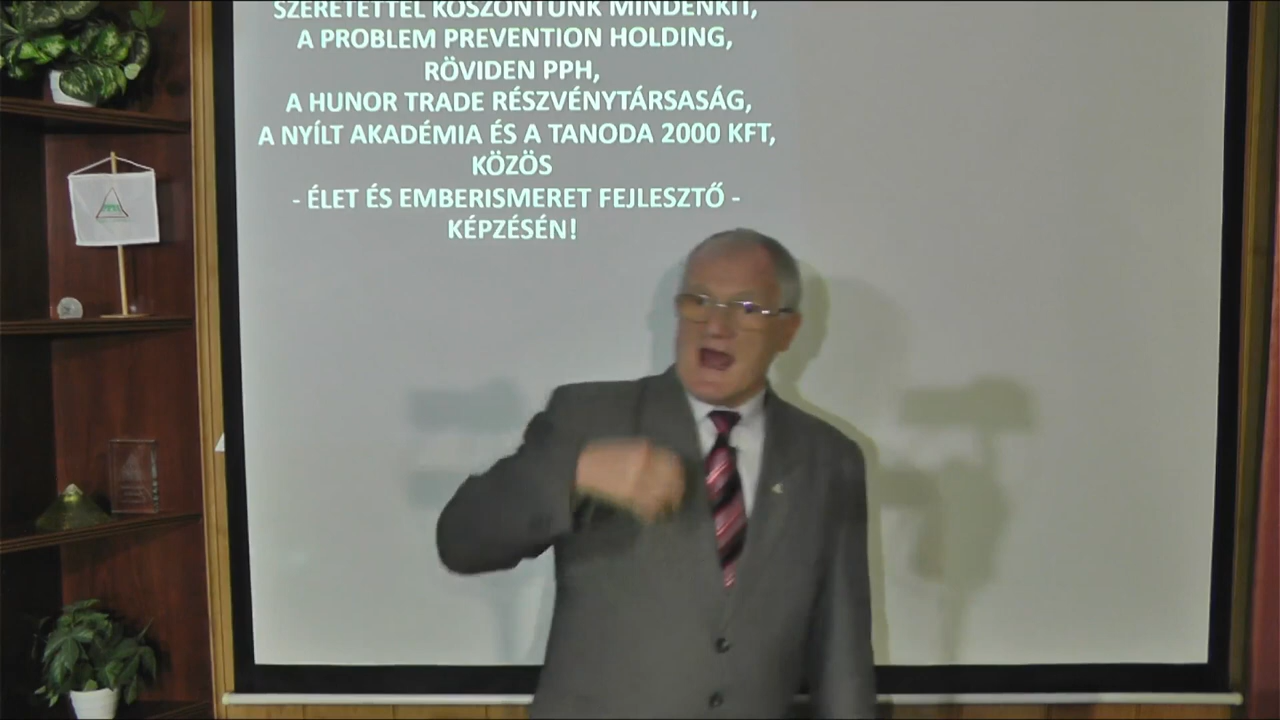 SZERETETTEL KÖSZÖNTÜNK MINDENKIT,
A PROBLEM PREVENTION HOLDING,
RÖVIDEN PPH,
A HUNOR TRADE RÉSZVÉNYTÁRSASÁG,
A NYÍLT AKADÉMIA ÉS A TANODA 2000 KFT,
KÖZÖS
- ÉLET ÉS EMBERISMERET FEJLESZTŐ -
KÉPZÉSÉN!